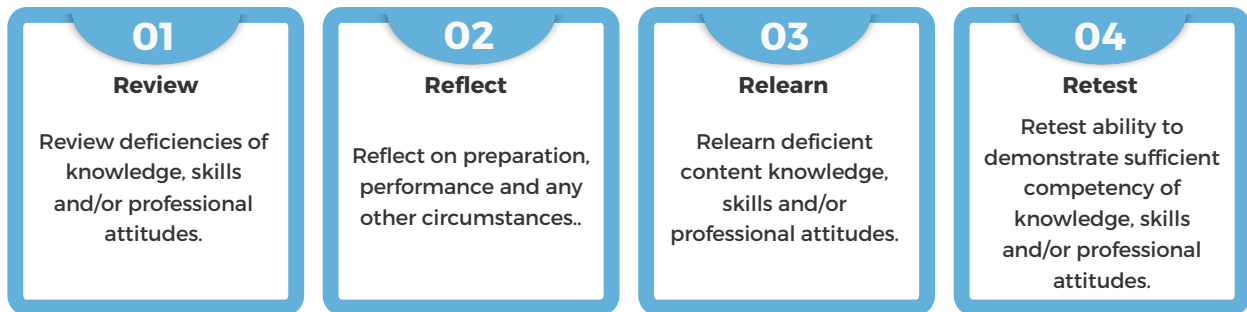 01
Review
Review deficiencies of
knowledge, skills
and/or professional
attitudes.
02
Reflect
Reflect on preparation,
performance and any
other circumstances..
03
Relearn
Relearn deficient
content knowledge,
skills and/or
professional attitudes.
04
Retest
Retest ability to
demonstrate sufficient
competency of
knowledge, skills
and/or professional
attitudes.